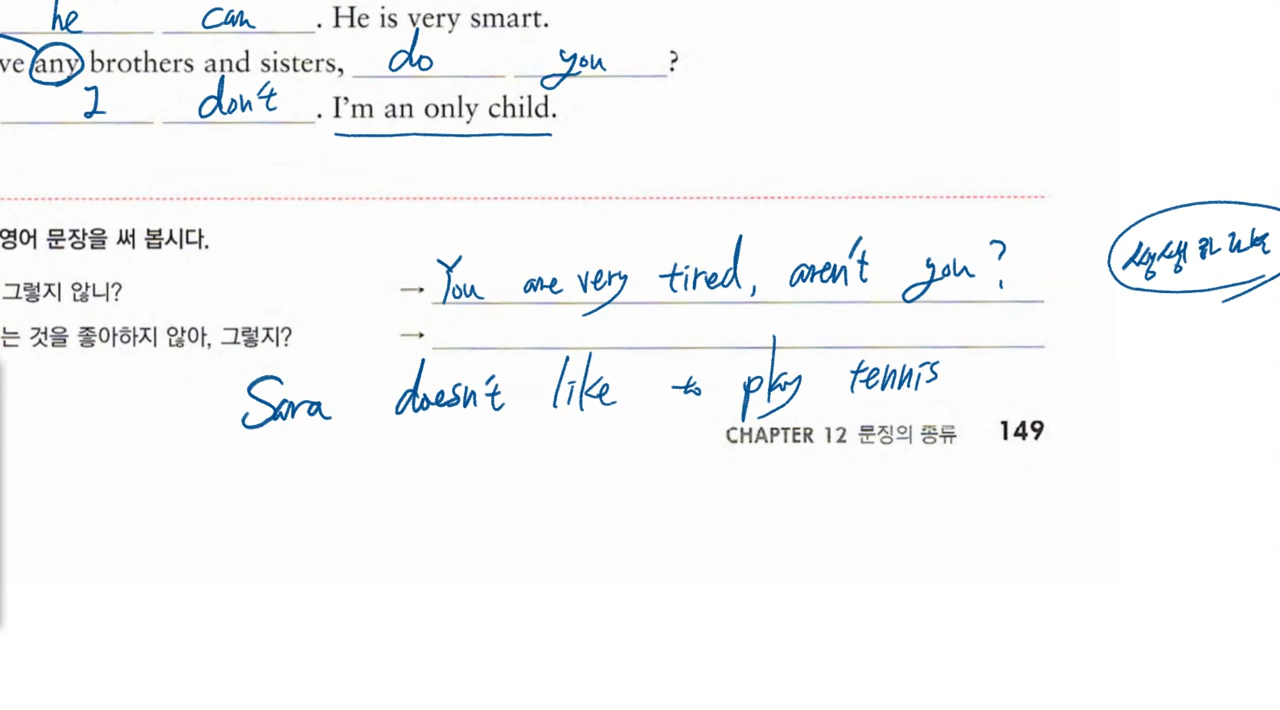 he can . He is very smart.
ve any brothers and sisters, do you ?
I don't . I'm an only child.
영어 문장을 써 봅시다.
그렇지 않니? → You are very tired, aren't you?
는 것을 좋아하지 않아, 그렇지? →
Sara doesn't like to play tennis
CHAPTER 12 문장의 종류 149